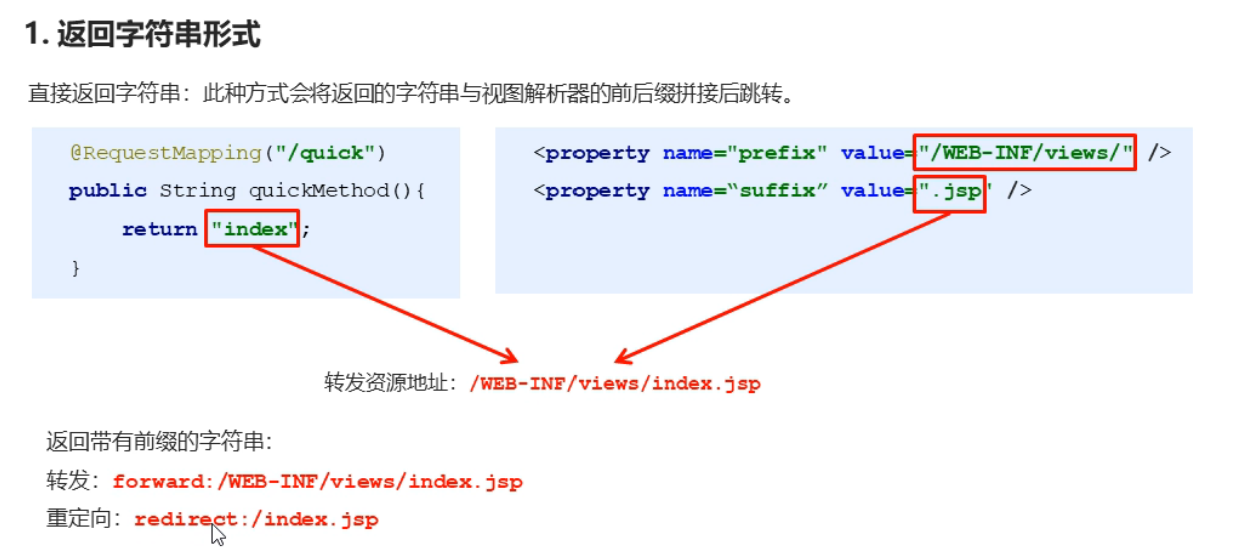 1. 返回字符串形式
直接返回字符串：此种方式会将返回的字符串与视图解析器的前后缀拼接后跳转。
@RequestMapping("/quick")
public String quickMethod(){
return "index";
}
<property name="prefix" value="/WEB-INF/views/" />
<property name=“suffix” value=".jsp" />
转发资源地址：/WEB-INF/views/index.jsp
返回带有前缀的字符串：
转发：forward:/WEB-INF/views/index.jsp
重定向：redirect:/index.jsp